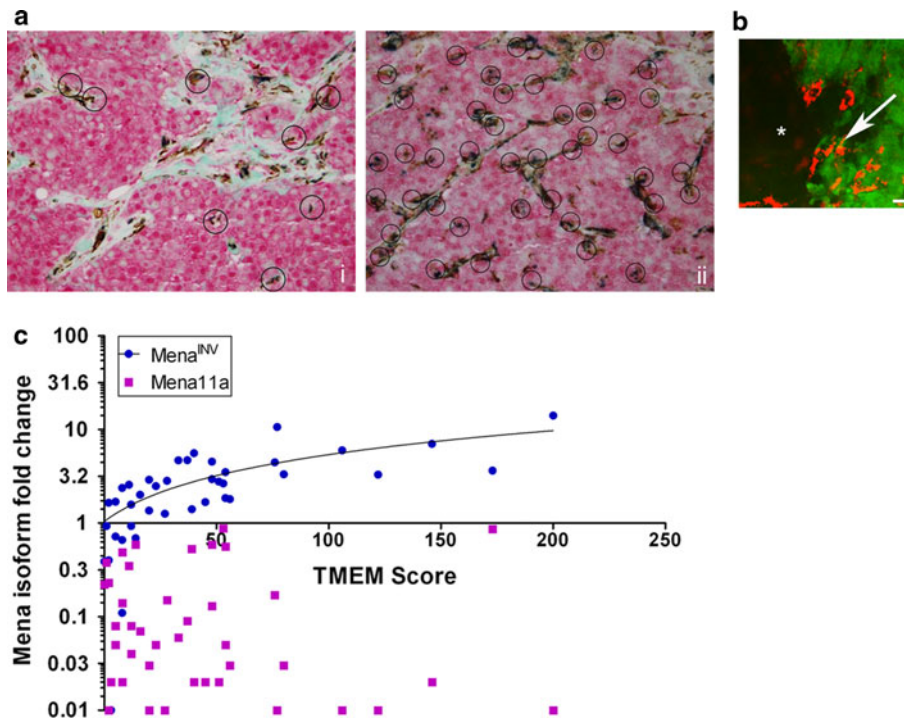 a
b
i
ii
*
c
Mena^INV
Mena11a
Mena isoform fold change
100
31.6
10
3.2
1
0.3
0.1
0.03
0.01
50
100
150
200
250
TMEM Score